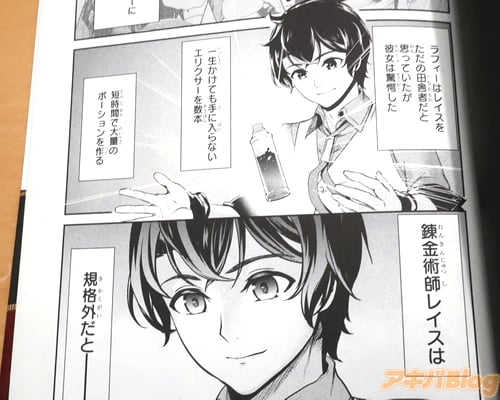 ーに
ラフィーはレイスを
ただの田舎者だと
思っていたが
彼女は驚愕した
一生かけても手に入らない
エリクサーを数本
短時間で大量の
ポーションを作る
錬金術師レイスは
規格外だと――
アキバBlog